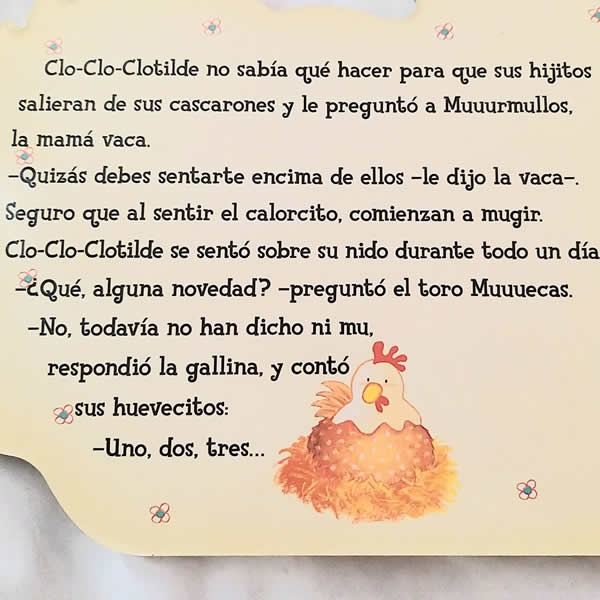 Clo-Clo-Clotilde no sabía qué hacer para que sus hijitos
salieran de sus cascarones y le preguntó a Muuurmullos,
la mamá vaca.
–Quizás debes sentarte encima de ellos –le dijo la vaca–.
Seguro que al sentir el calorcito, comienzan a mugir.
Clo-Clo-Clotilde se sentó sobre su nido durante todo un día
–¿Qué, alguna novedad? –preguntó el toro Muuuecas.
–No, todavía no han dicho ni mu,
respondió la gallina, y contó
sus huevecitos:
–Uno, dos, tres...